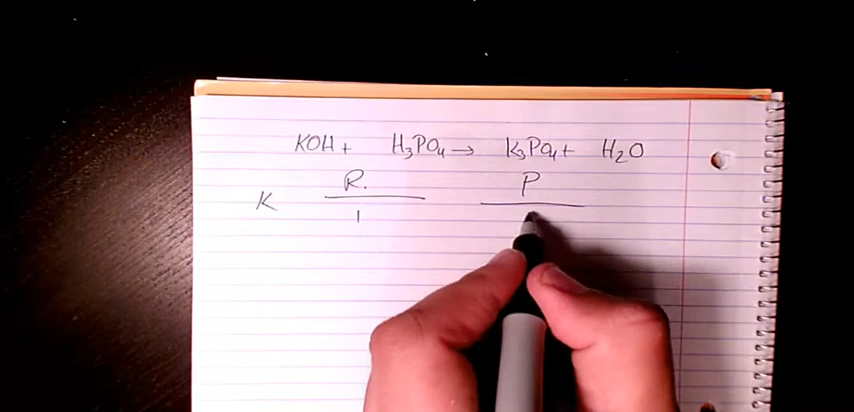 KOH + H₃PO₄ → K₃PO₄ + H₂O
R. P
K 1